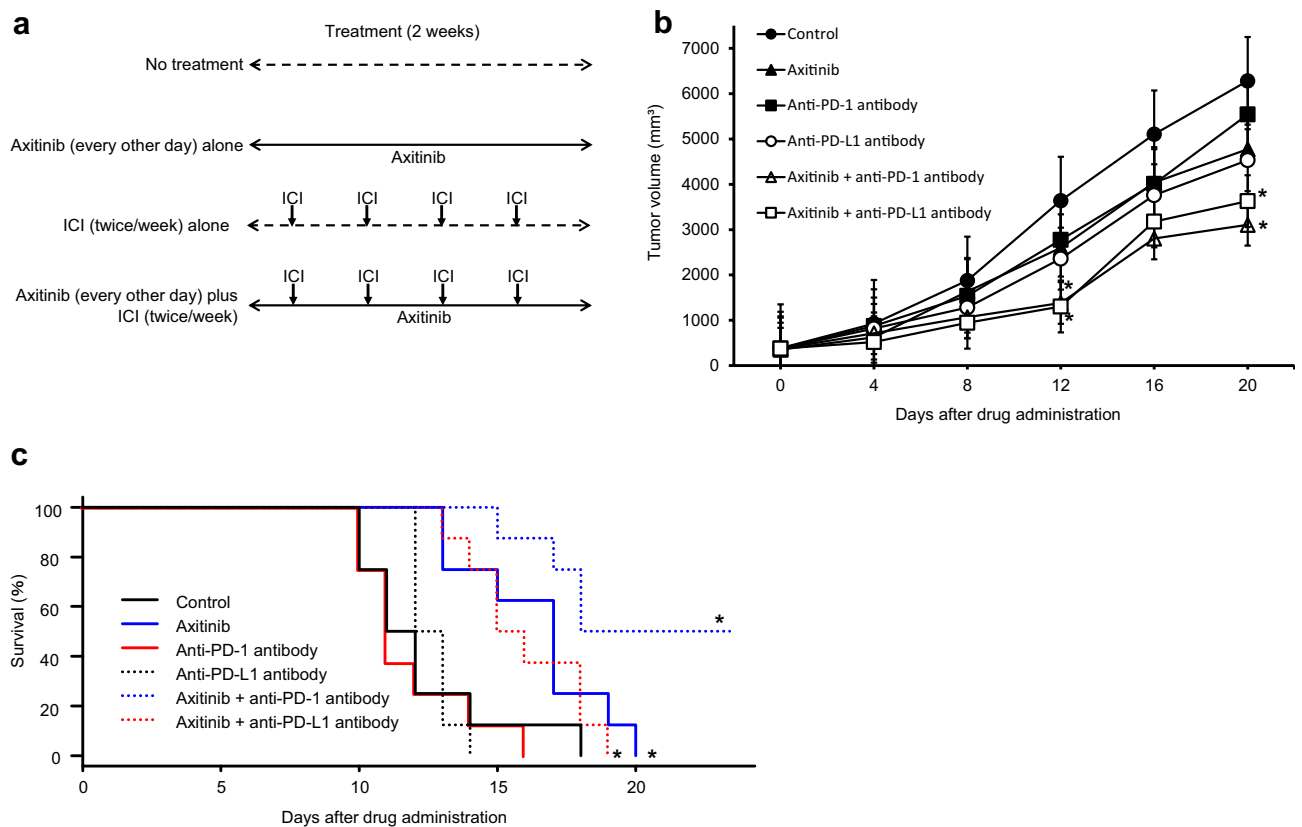 a
Treatment (2 weeks)
No treatment
Axitinib (every other day) alone
Axitinib
ICI ICI ICI ICI
ICI (twice/week) alone
ICI ICI ICI ICI
Axitinib (every other day) plus
ICI (twice/week)
Axitinib
b
Control
Axitinib
Anti-PD-1 antibody
Anti-PD-L1 antibody
Axitinib + anti-PD-1 antibody
Axitinib + anti-PD-L1 antibody
Tumor volume (mm³)
7000
6000
5000
4000
3000
2000
1000
0
*
*
*
*
0 4 8 12 16 20
Days after drug administration
c
Survival (%)
100
80
60
40
20
0
Control
Axitinib
Anti-PD-1 antibody
Anti-PD-L1 antibody
Axitinib + anti-PD-1 antibody
Axitinib + anti-PD-L1 antibody
*
* *
0 5 10 15 20
Days after drug administration